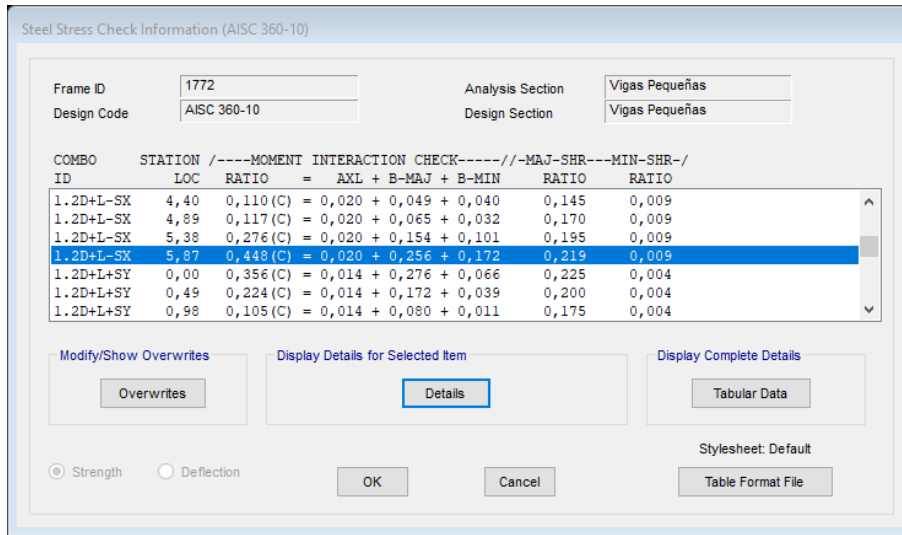 Steel Stress Check Information (AISC 360-10)
Frame ID 1772 Analysis Section Vigas Pequeñas
Design Code AISC 360-10 Design Section Vigas Pequeñas
COMBO STATION /----MOMENT INTERACTION CHECK-----//-MAJ-SHR---MIN-SHR-/
ID LOC RATIO = AXL + B-MAJ + B-MIN RATIO RATIO
1.2D+L-SX 4,40 0,110(C) = 0,020 + 0,049 + 0,040 0,145 0,009
1.2D+L-SX 4,89 0,117(C) = 0,020 + 0,065 + 0,032 0,170 0,009
1.2D+L-SX 5,38 0,276(C) = 0,020 + 0,154 + 0,101 0,195 0,009
1.2D+L-SX 5,87 0,448(C) = 0,020 + 0,256 + 0,172 0,219 0,009
1.2D+L+SY 0,00 0,356(C) = 0,014 + 0,276 + 0,066 0,225 0,004
1.2D+L+SY 0,49 0,224(C) = 0,014 + 0,172 + 0,039 0,200 0,004
1.2D+L+SY 0,98 0,105(C) = 0,014 + 0,080 + 0,011 0,175 0,004
Modify/Show Overwrites Display Details for Selected Item Display Complete Details
Overwrites Details Tabular Data
Stylesheet: Default
Strength Deflection OK Cancel Table Format File